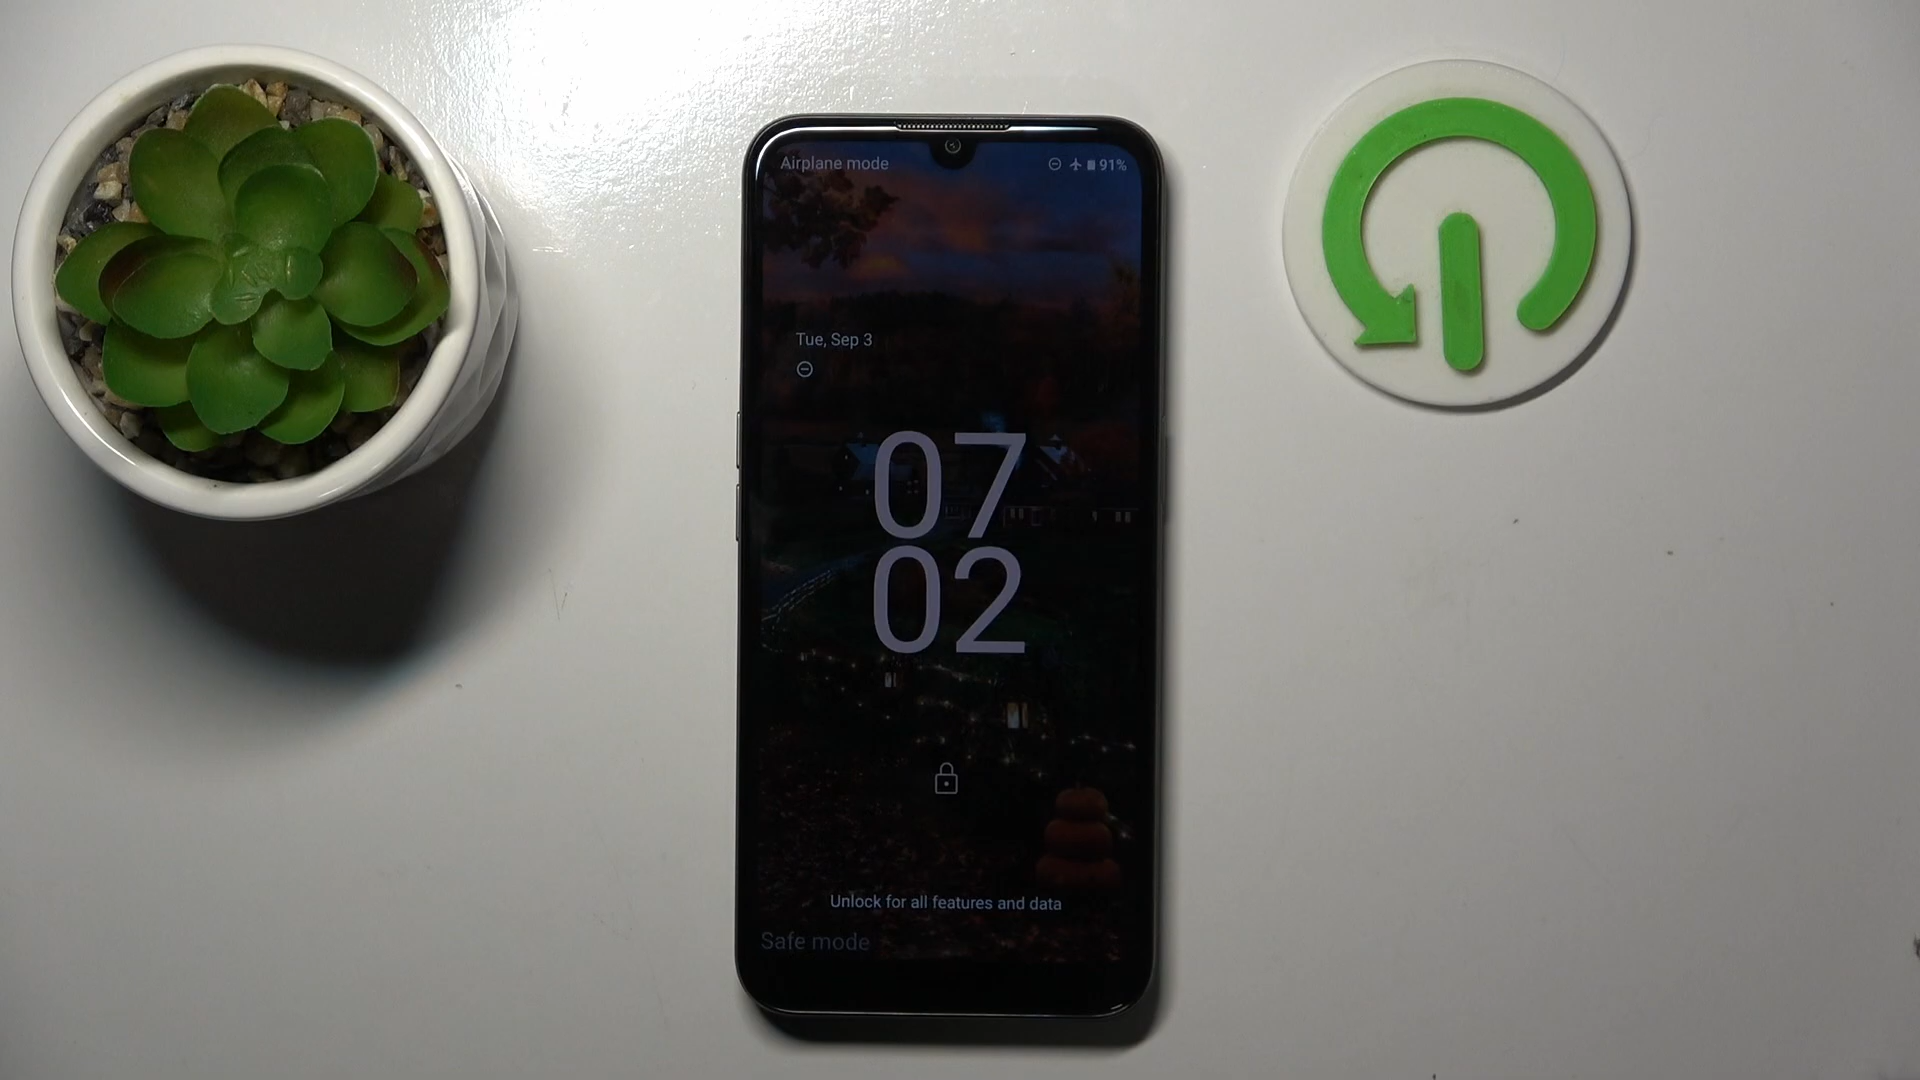 Airplane mode
91%
Tue, Sep 3
07
02
Unlock for all features and data
Safe mode